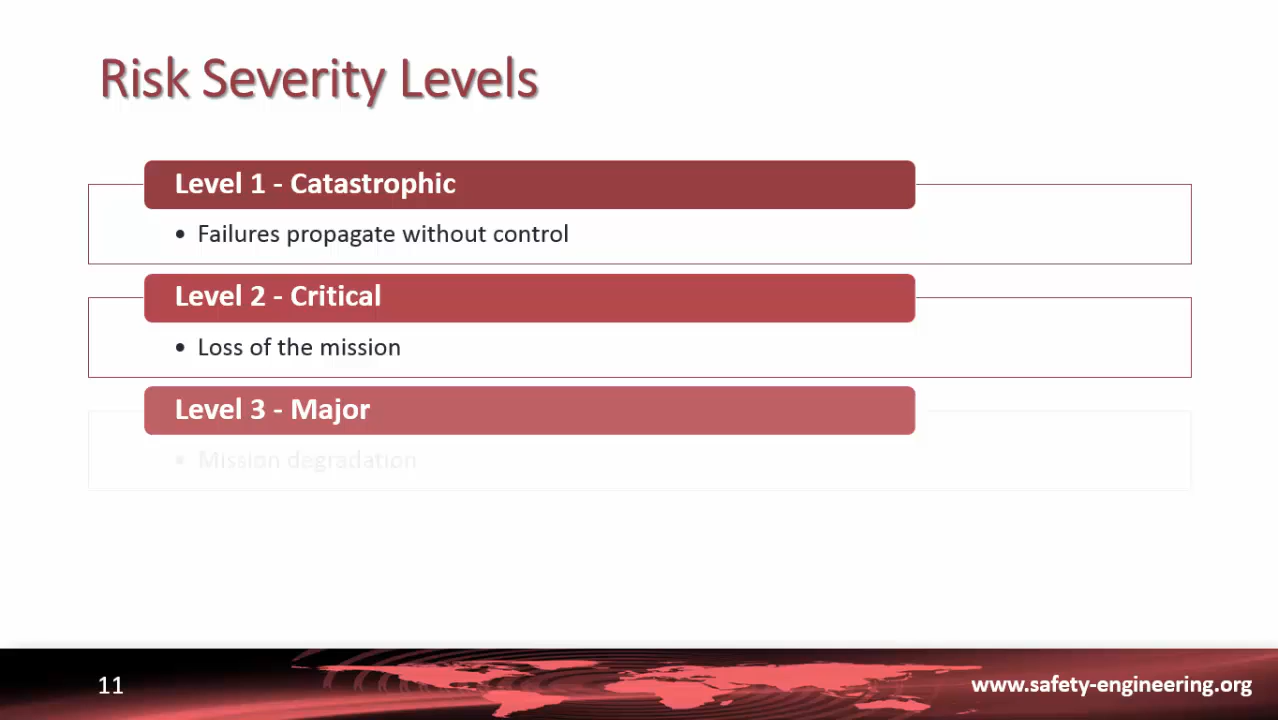 Risk Severity Levels
Level 1 - Catastrophic
• Failures propagate without control
Level 2 - Critical
• Loss of the mission
Level 3 - Major
• Mission degradation
11
www.safety-engineering.org